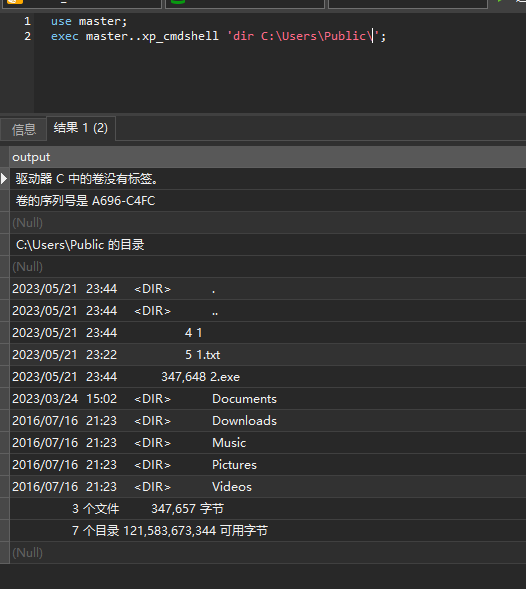 1 use master;
2 exec master..xp_cmdshell 'dir C:\Users\Public\';
信息 结果 1 (2)
output
驱动器 C 中的卷没有标签。
卷的序列号是 A696-C4FC
(Null)
C:\Users\Public 的目录
(Null)
2023/05/21 23:44 <DIR> .
2023/05/21 23:44 <DIR> ..
2023/05/21 23:44 4 1
2023/05/21 23:22 5 1.txt
2023/05/21 23:44 347,648 2.exe
2023/03/24 15:02 <DIR> Documents
2016/07/16 21:23 <DIR> Downloads
2016/07/16 21:23 <DIR> Music
2016/07/16 21:23 <DIR> Pictures
2016/07/16 21:23 <DIR> Videos
3 个文件 347,657 字节
7 个目录 121,583,673,344 可用字节
(Null)